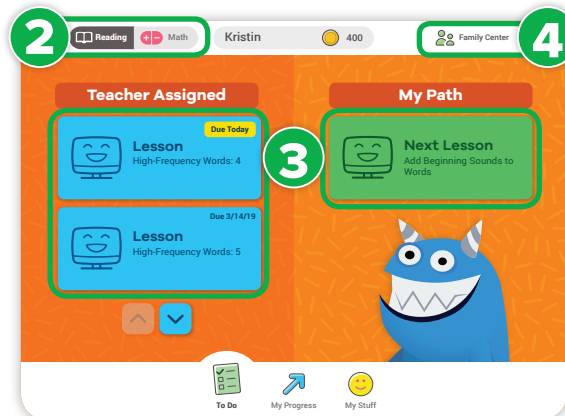 2
Reading
Math
Kristin
400
Family Center
4
Teacher Assigned
My Path
Due Today
Lesson
High-Frequency Words: 4
3
Next Lesson
Add Beginning Sounds to
Words
Due 3/14/19
Lesson
High-Frequency Words: 5
To Do
My Progress
My Stuff